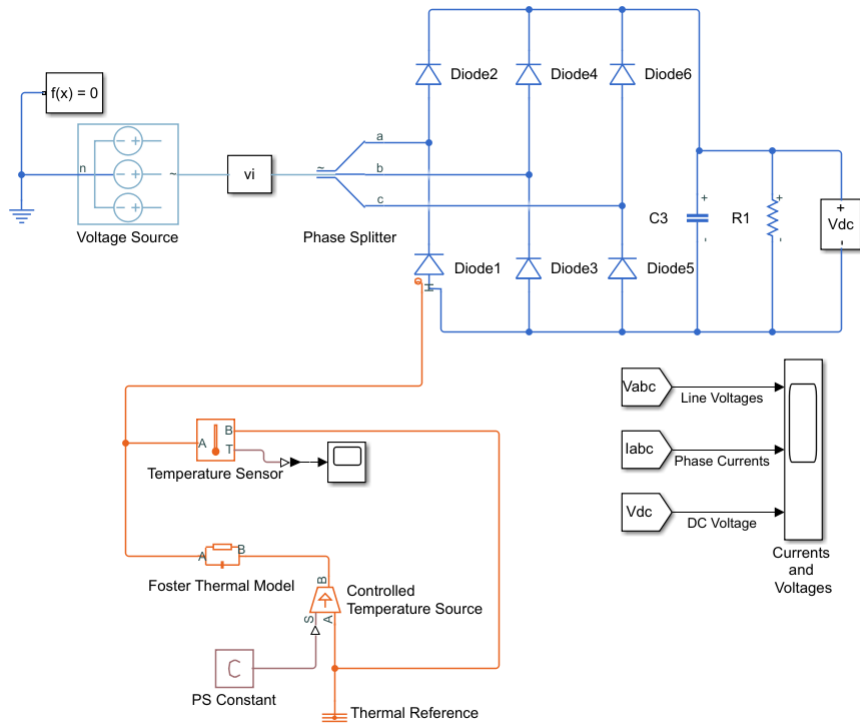 Diode2
Diode4
Diode6
f(x) = 0
a
n
~
vi
~
b
c
Voltage Source
Phase Splitter
C3
+
-
R1
+
-
+
Vdc
-
Diode1
Diode3
Diode5
H
Vabc
Line Voltages
A
B
T
Temperature Sensor
Iabc
Phase Currents
Vdc
DC Voltage
Currents
and
Voltages
A
B
Foster Thermal Model
B
S
A
Controlled
Temperature Source
C
PS Constant
Thermal Reference